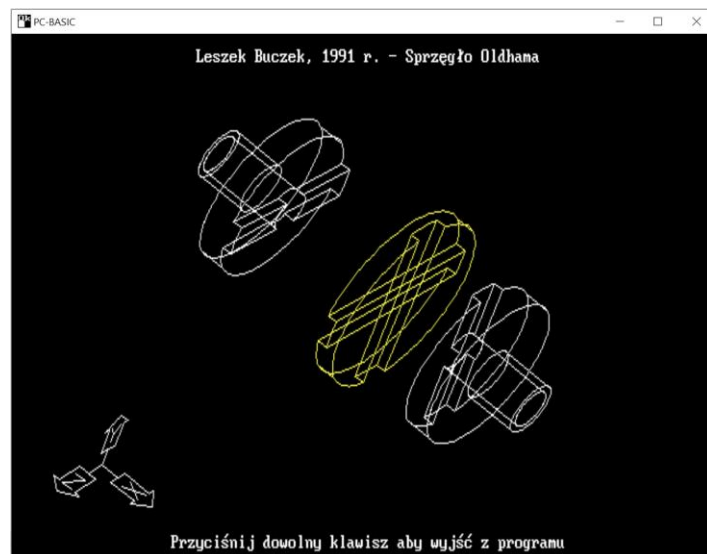 PC-BASIC
Leszek Buczek, 1991 r. - Sprzęgło Oldhama
Y
Z
X
Przyciśnij dowolny klawisz aby wyjść z programu